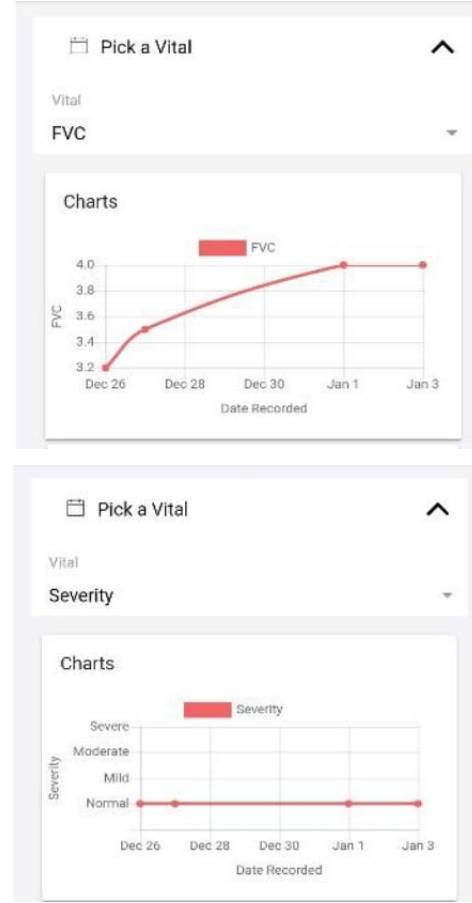 Pick a Vital
Vital
FVC
Charts
FVC
4.0
3.8
3.6
3.4
3.2
FVC
Dec 26 Dec 28 Dec 30 Jan 1 Jan 3
Date Recorded
Pick a Vital
Vital
Severity
Charts
Severity
Severe
Moderate
Mild
Normal
Severity
Dec 26 Dec 28 Dec 30 Jan 1 Jan 3
Date Recorded